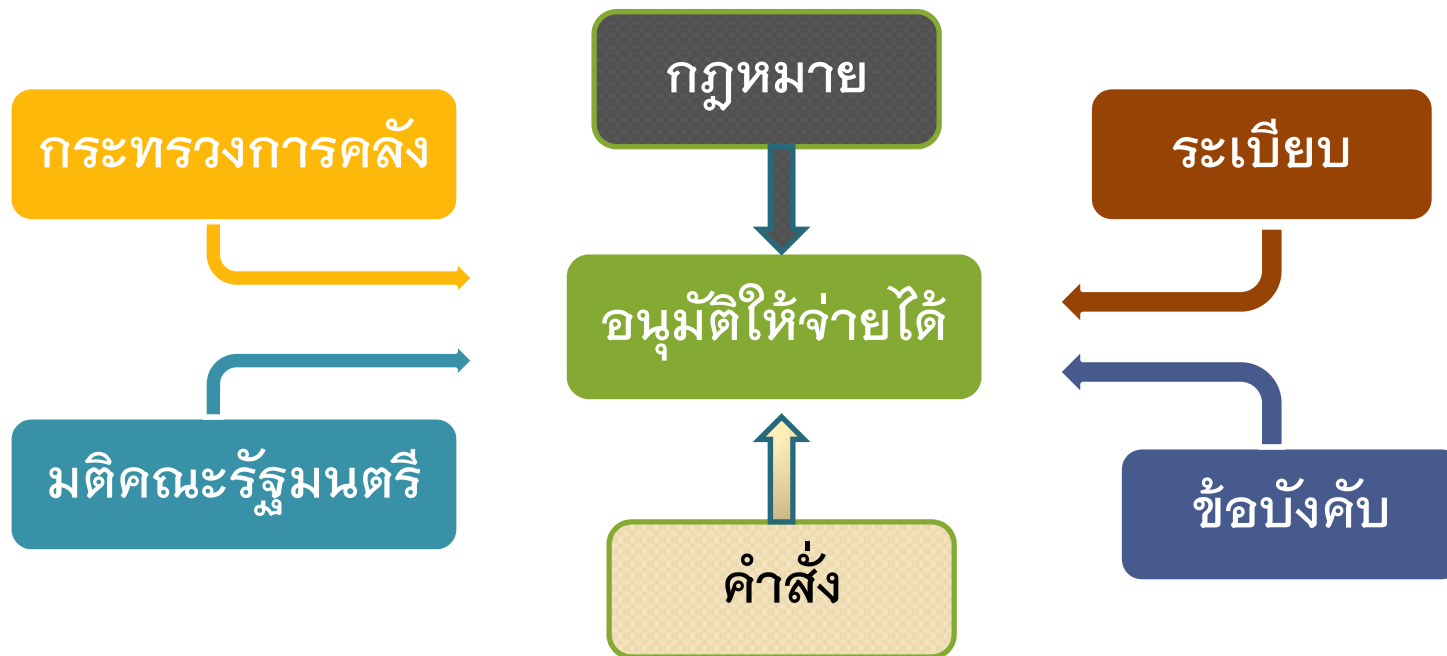 กฎหมาย
กระทรวงการคลัง
ระเบียบ
อนุมัติให้จ่ายได้
มติคณะรัฐมนตรี
ข้อบังคับ
คำสั่ง